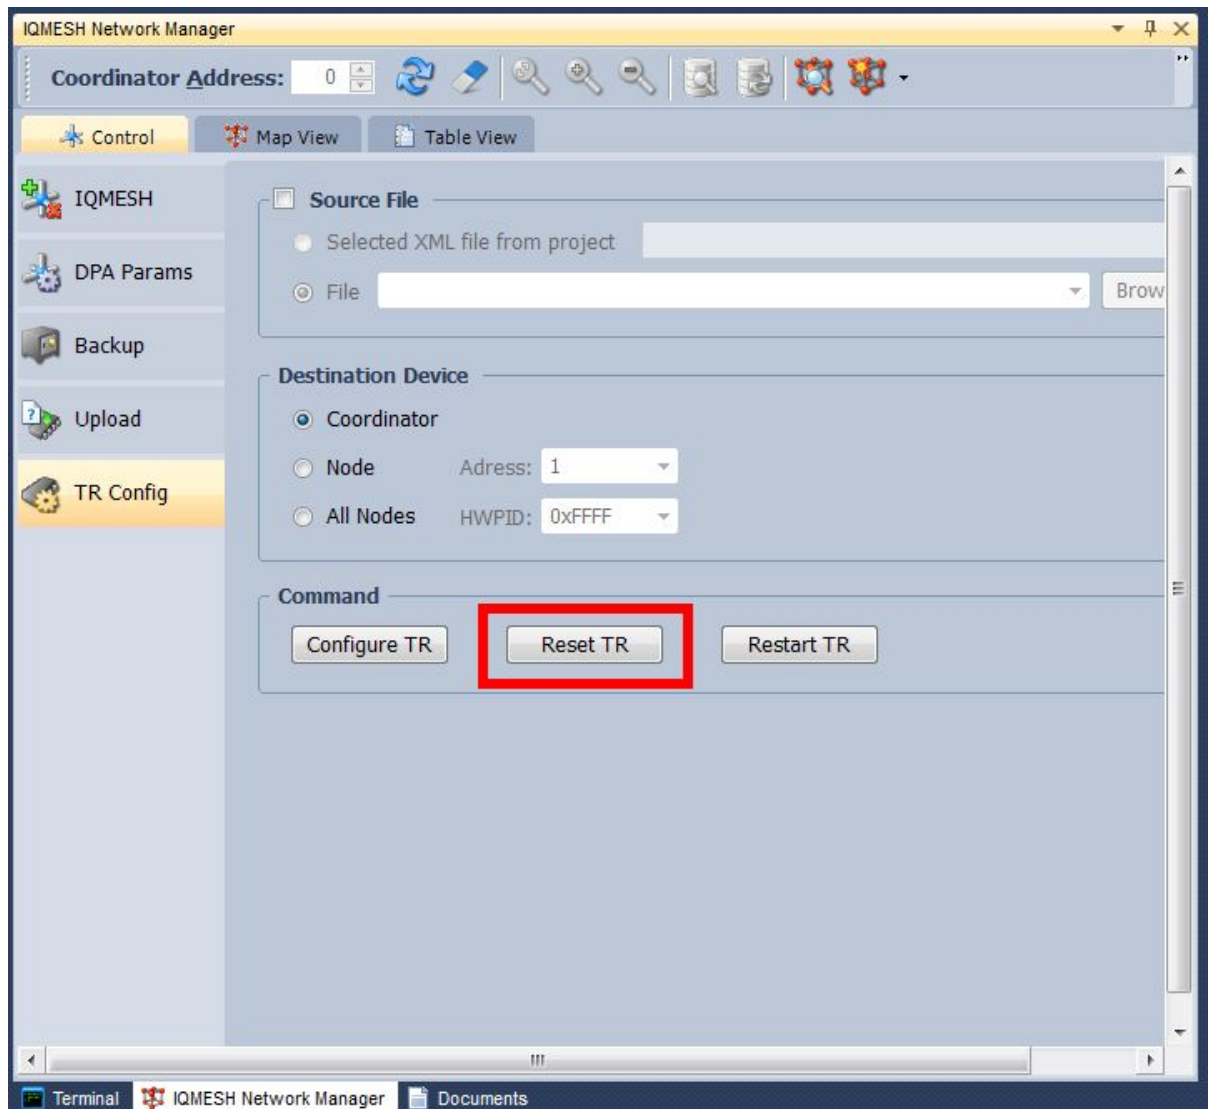 IQMESH Network Manager
Coordinator Address: 0
Control Map View Table View
IQMESH
DPA Params
Backup
Upload
TR Config
Source File
Selected XML file from project
File Brow
Destination Device
Coordinator
Node Adress: 1
All Nodes HWPID: 0xFFFF
Command
Configure TR Reset TR Restart TR
Terminal IQMESH Network Manager Documents